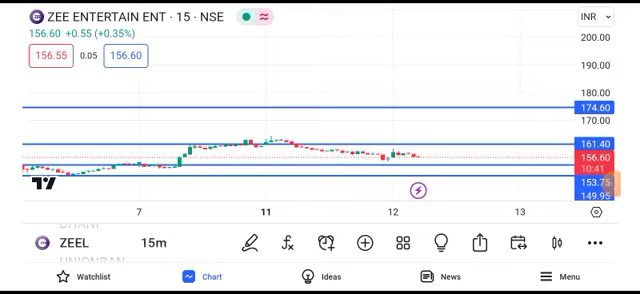 ZEE ENTERTAIN ENT · 15 · NSE
INR
156.60 +0.55 (+0.35%)
156.55 0.05 156.60
200.00
190.00
180.00
174.60
170.00
161.40
156.60
10:41
153.75
149.95
7 11 12 13
ZEEL 15m
UNIONBAN
Watchlist Chart Ideas News Menu